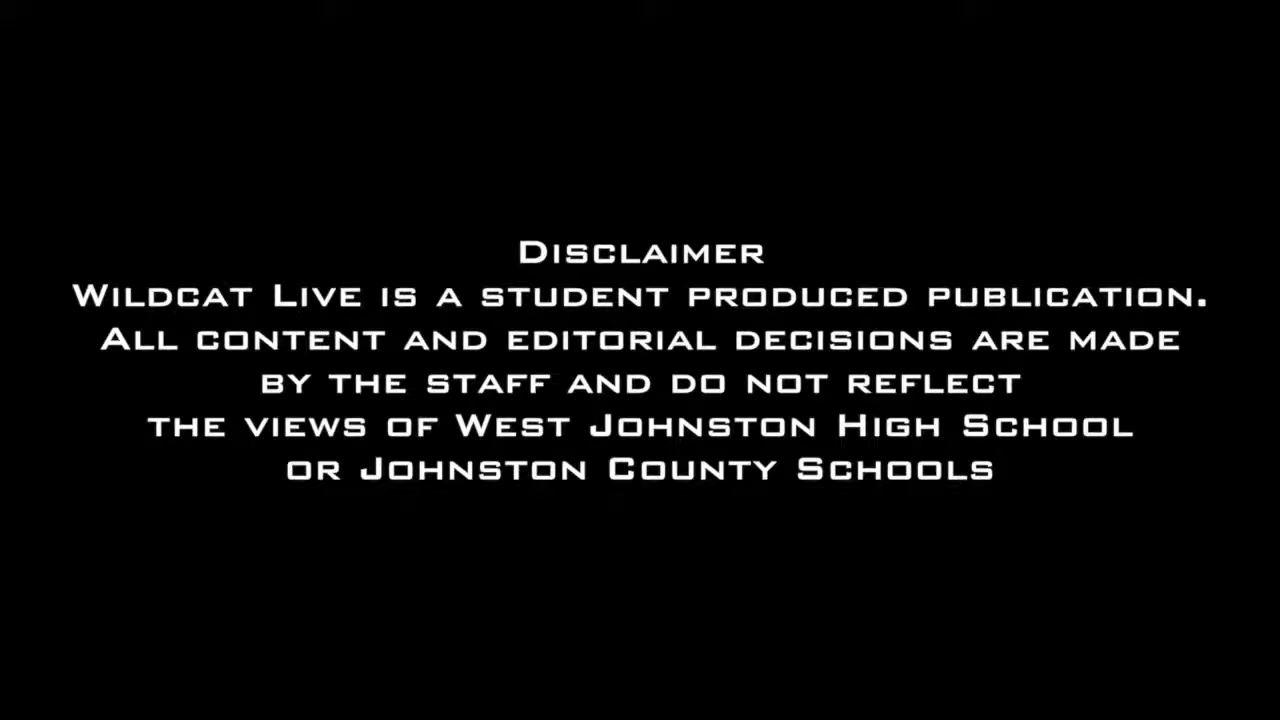 Disclaimer
Wildcat Live is a student produced publication.
All content and editorial decisions are made
by the staff and do not reflect
the views of West Johnston High School
or Johnston County Schools